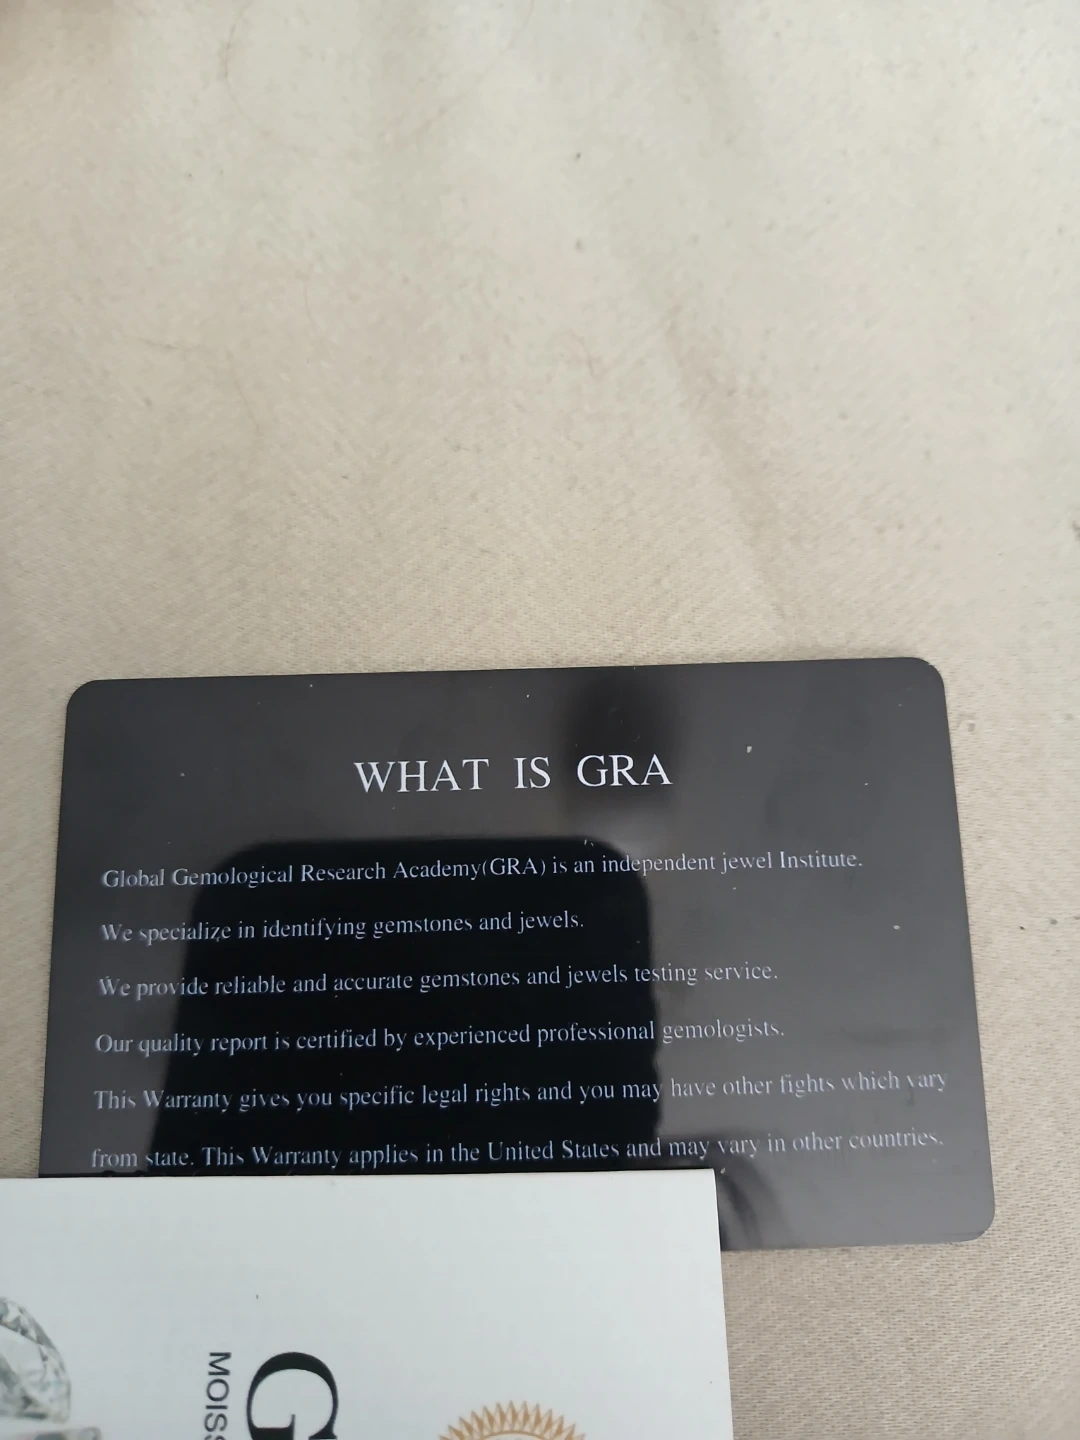 WHAT IS GRA
Global Gemological Research Academy(GRA) is an independent jewel Institute.
We specialize in identifying gemstones and jewels.
We provide reliable and accurate gemstones and jewels testing service.
Our quality report is certified by experienced professional gemologists.
This Warranty gives you specific legal rights and you may have other fights which vary
from state. This Warranty applies in the United States and may vary in other countries.
G
MOISS